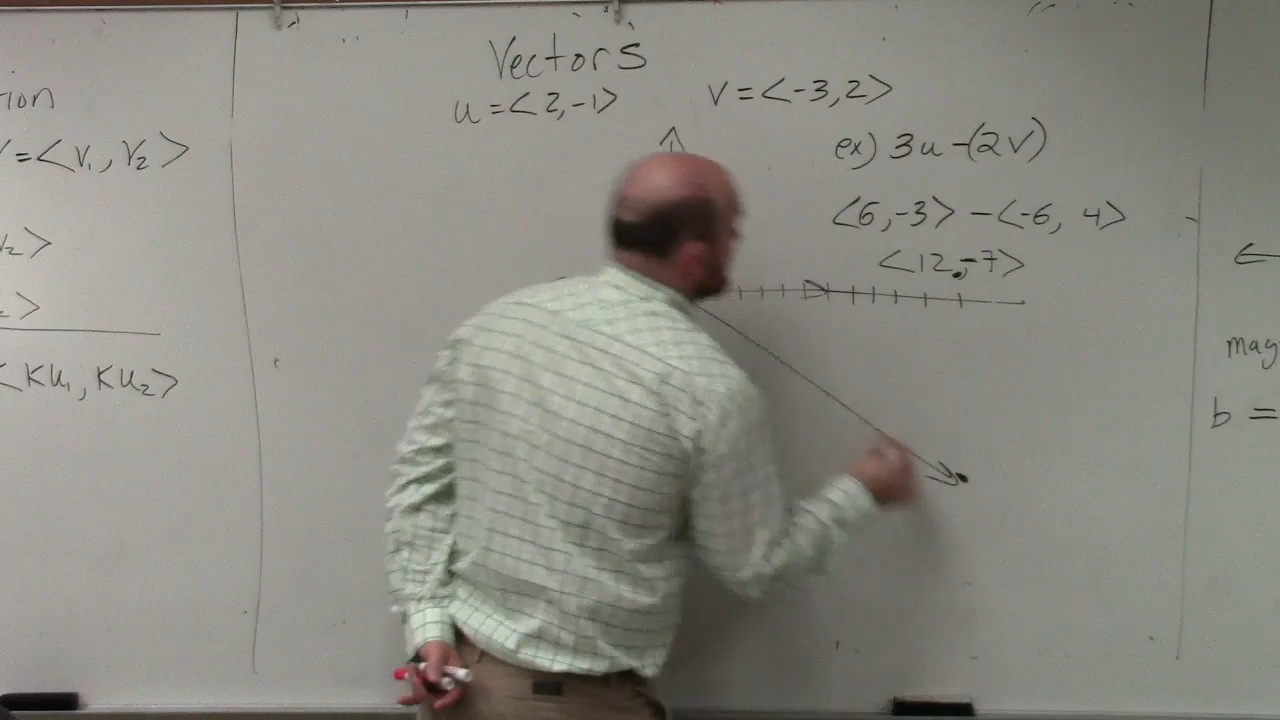 Vectors
tion
u = <2, -1>
v = <-3, 2>
V = <V₁, V₂>
ex) 3u - (2v)
<6, -3> - <-6, 4>
V₂>
<12, -7>
<Ku₁, Ku₂>
mag
b =